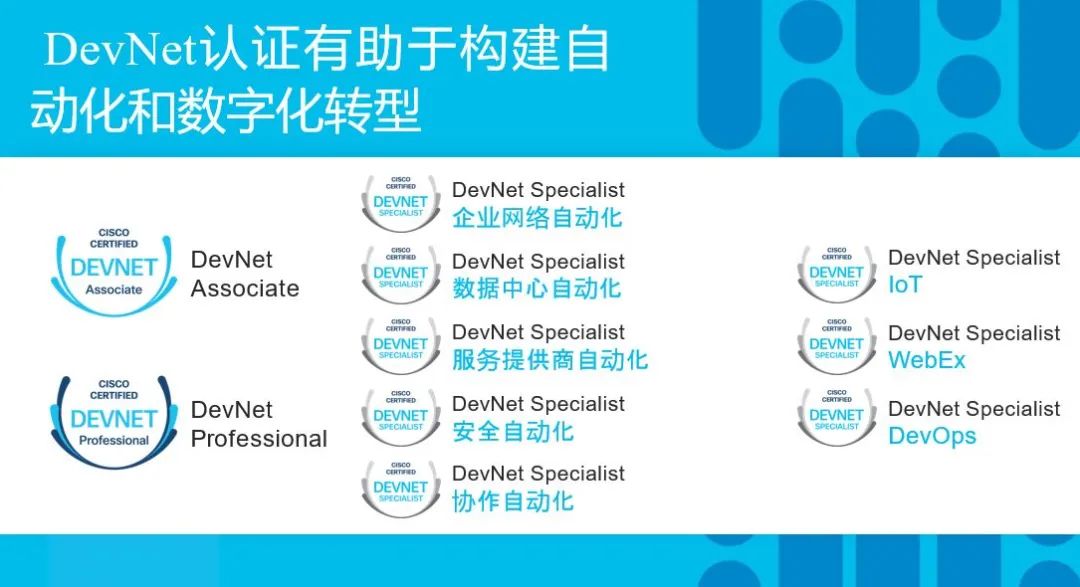 DevNet认证有助于构建自
动化和数字化转型
CISCO
CERTIFIED
DEVNET
Associate
DevNet
Associate
CISCO
CERTIFIED
DEVNET
Professional
DevNet
Professional
CISCO
CERTIFIED
DEVNET
SPECIALIST
DevNet Specialist
企业网络自动化
CISCO
CERTIFIED
DEVNET
SPECIALIST
DevNet Specialist
数据中心自动化
CISCO
CERTIFIED
DEVNET
SPECIALIST
DevNet Specialist
服务提供商自动化
CISCO
CERTIFIED
DEVNET
SPECIALIST
DevNet Specialist
安全自动化
CISCO
CERTIFIED
DEVNET
SPECIALIST
DevNet Specialist
协作自动化
CISCO
CERTIFIED
DEVNET
SPECIALIST
DevNet Specialist
IoT
CISCO
CERTIFIED
DEVNET
SPECIALIST
DevNet Specialist
WebEx
CISCO
CERTIFIED
DEVNET
SPECIALIST
DevNet Specialist
DevOps